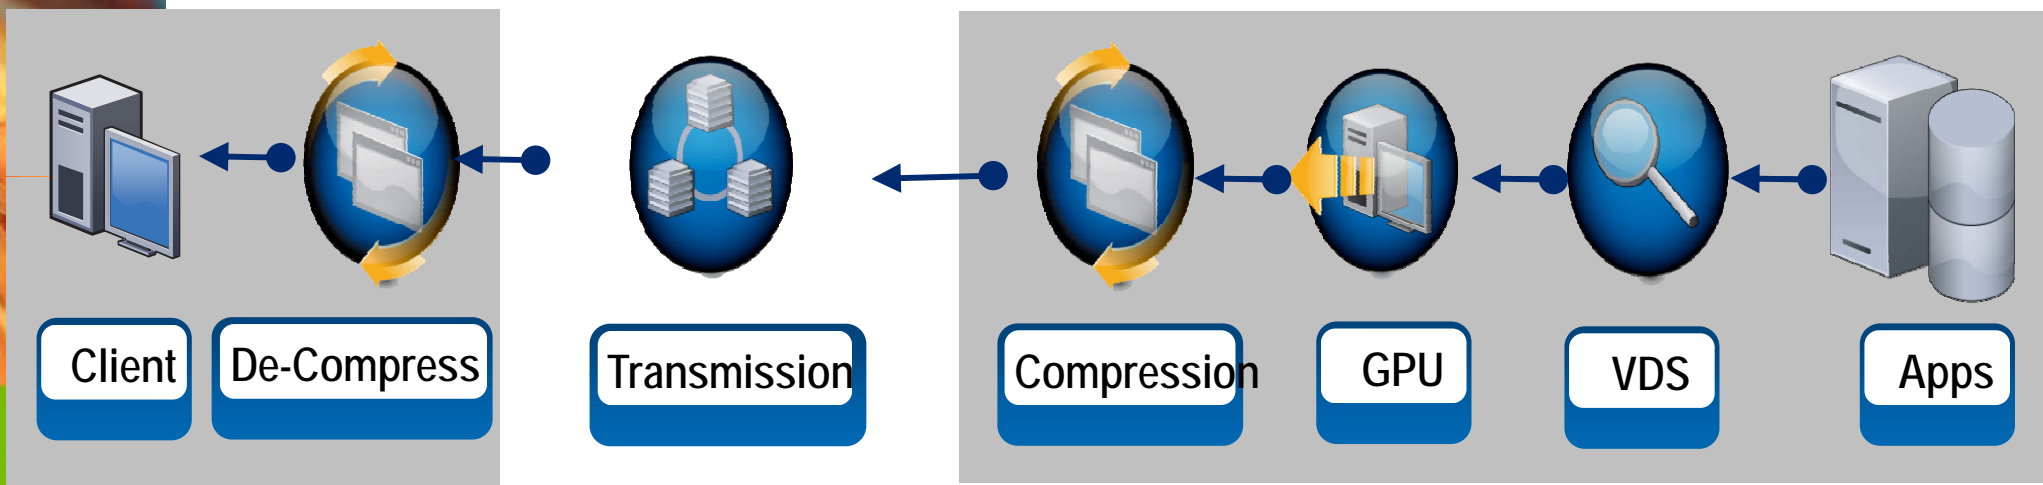 Client
De-Compress
Transmission
Compression
GPU
VDS
Apps